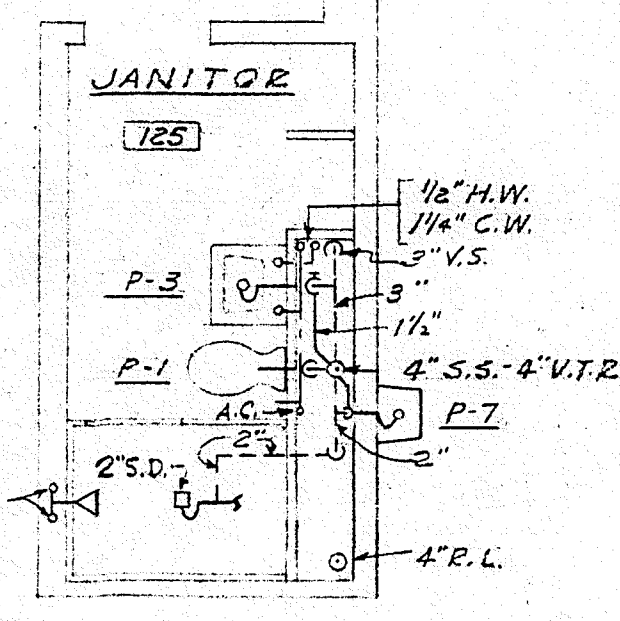 JANITOR
125
1/2" H.W.
1 1/4" C.W.
3" V.S.
3"
P-3
1 1/2"
P-1
4" S.S.-4" V.T.R
A.C.
P-7
2"
2"
2" S.D.
4" R.L.